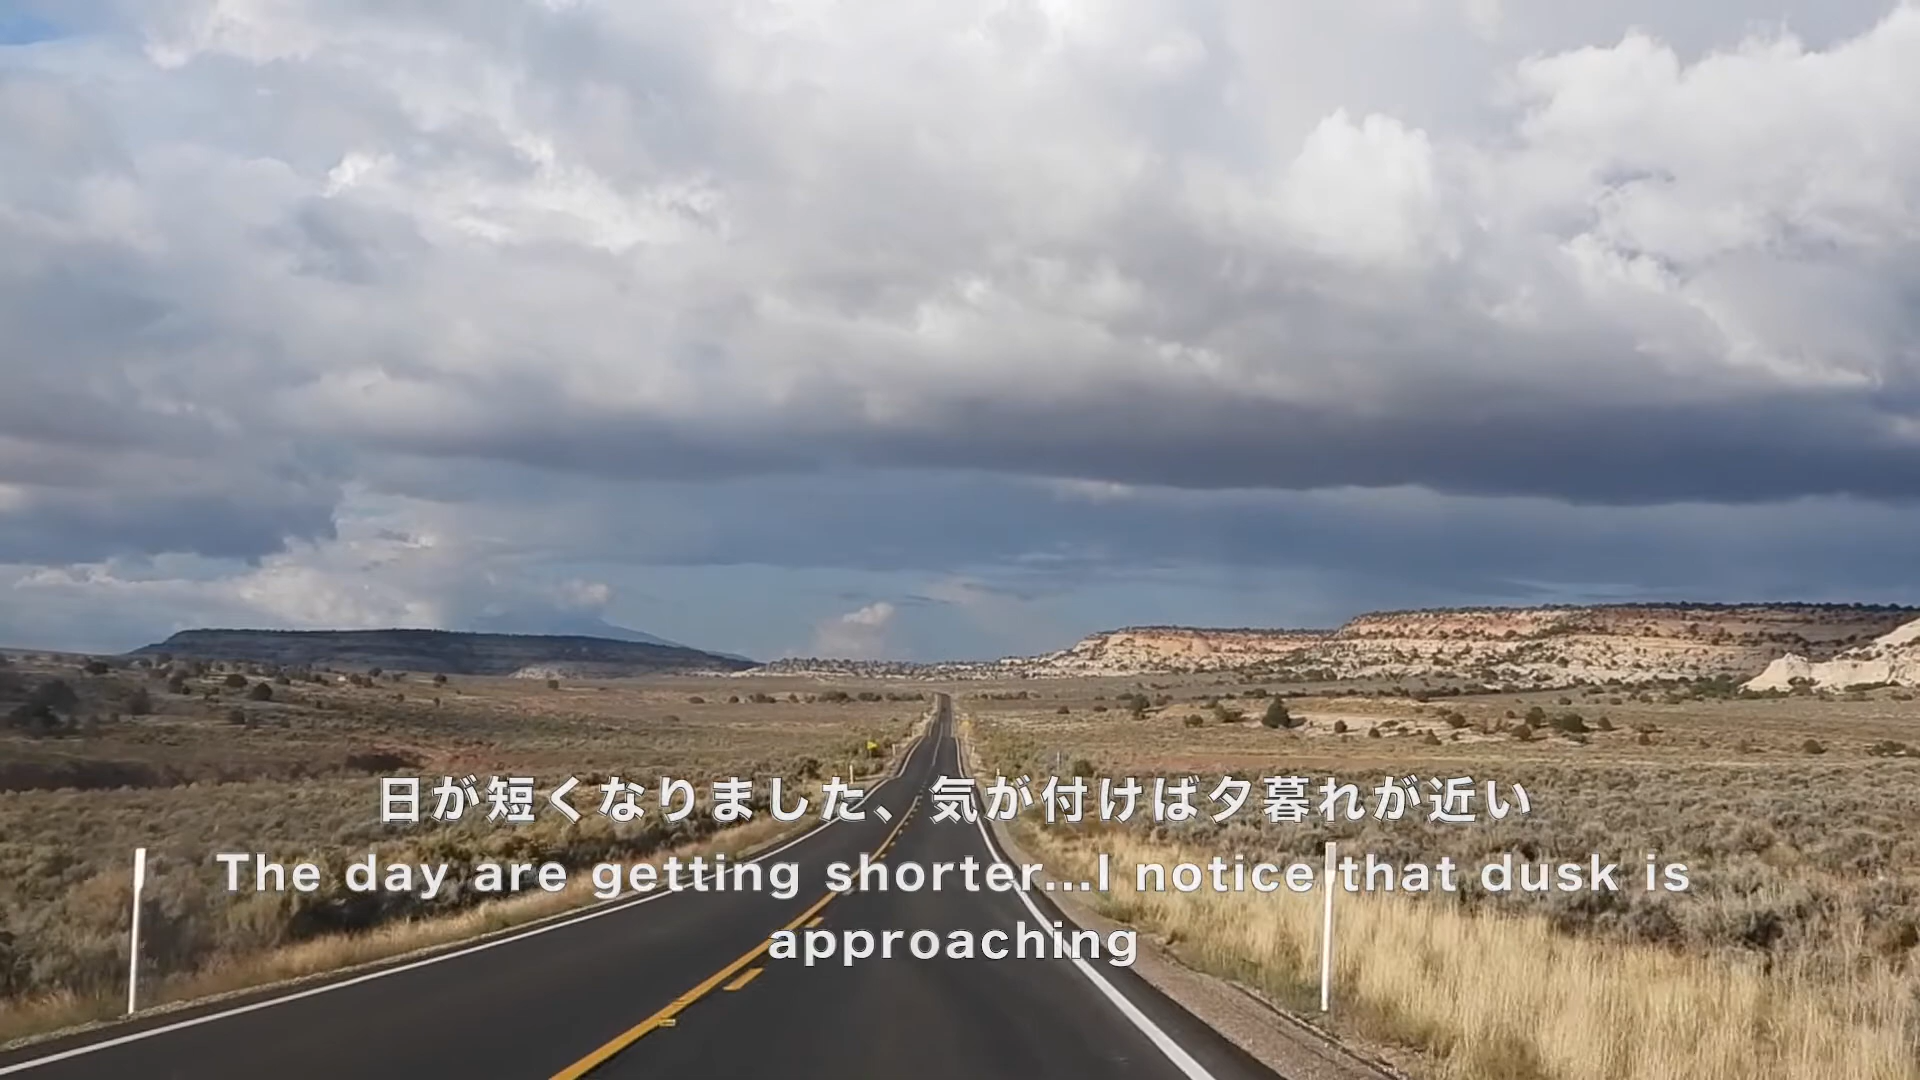 日が短くなりました、気が付けば夕暮れが近い
The day are getting shorter...I notice that dusk is
approaching